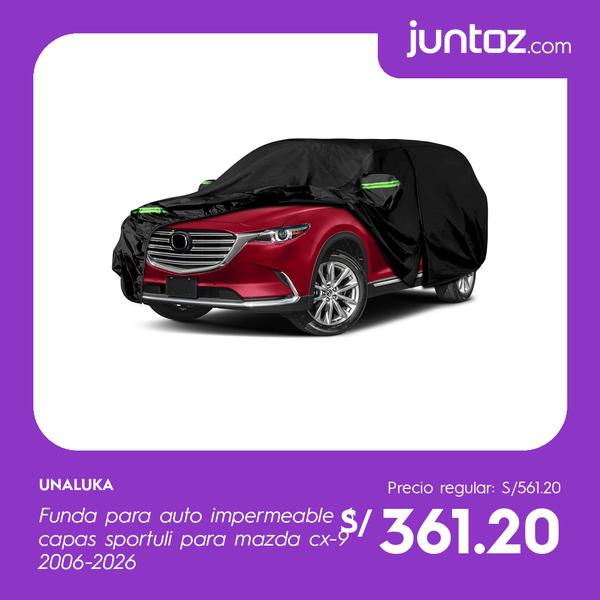 juntoz.com
UNALUKA
Precio regular: S/561.20
Funda para auto impermeable
capas sportuli para mazda cx-9
2006-2026
S/ 361.20